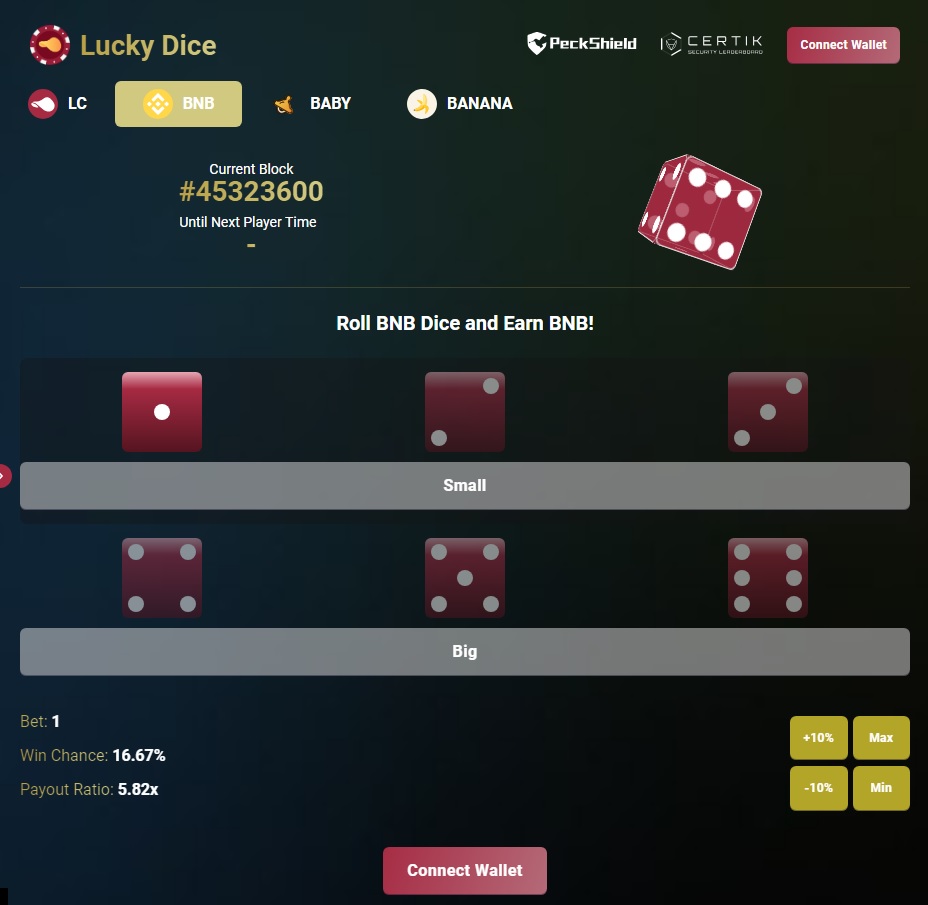 Lucky Dice
PeckShield
CERTIK
SECURITY LEADERBOARD
Connect Wallet
LC
BNB
BABY
BANANA
Current Block
#45323600
Until Next Player Time
-
Roll BNB Dice and Earn BNB!
Small
Big
Bet: 1
Win Chance: 16.67%
Payout Ratio: 5.82x
+10%
Max
-10%
Min
Connect Wallet